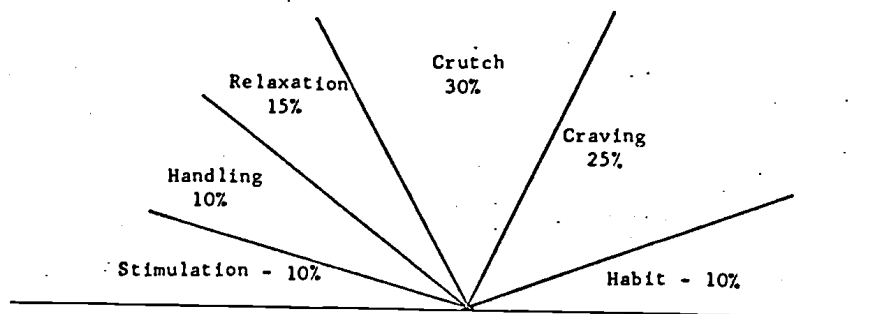 Crutch
30%
Relaxation
15%
Craving
25%
Handling
10%
Stimulation - 10%
Habit - 10%